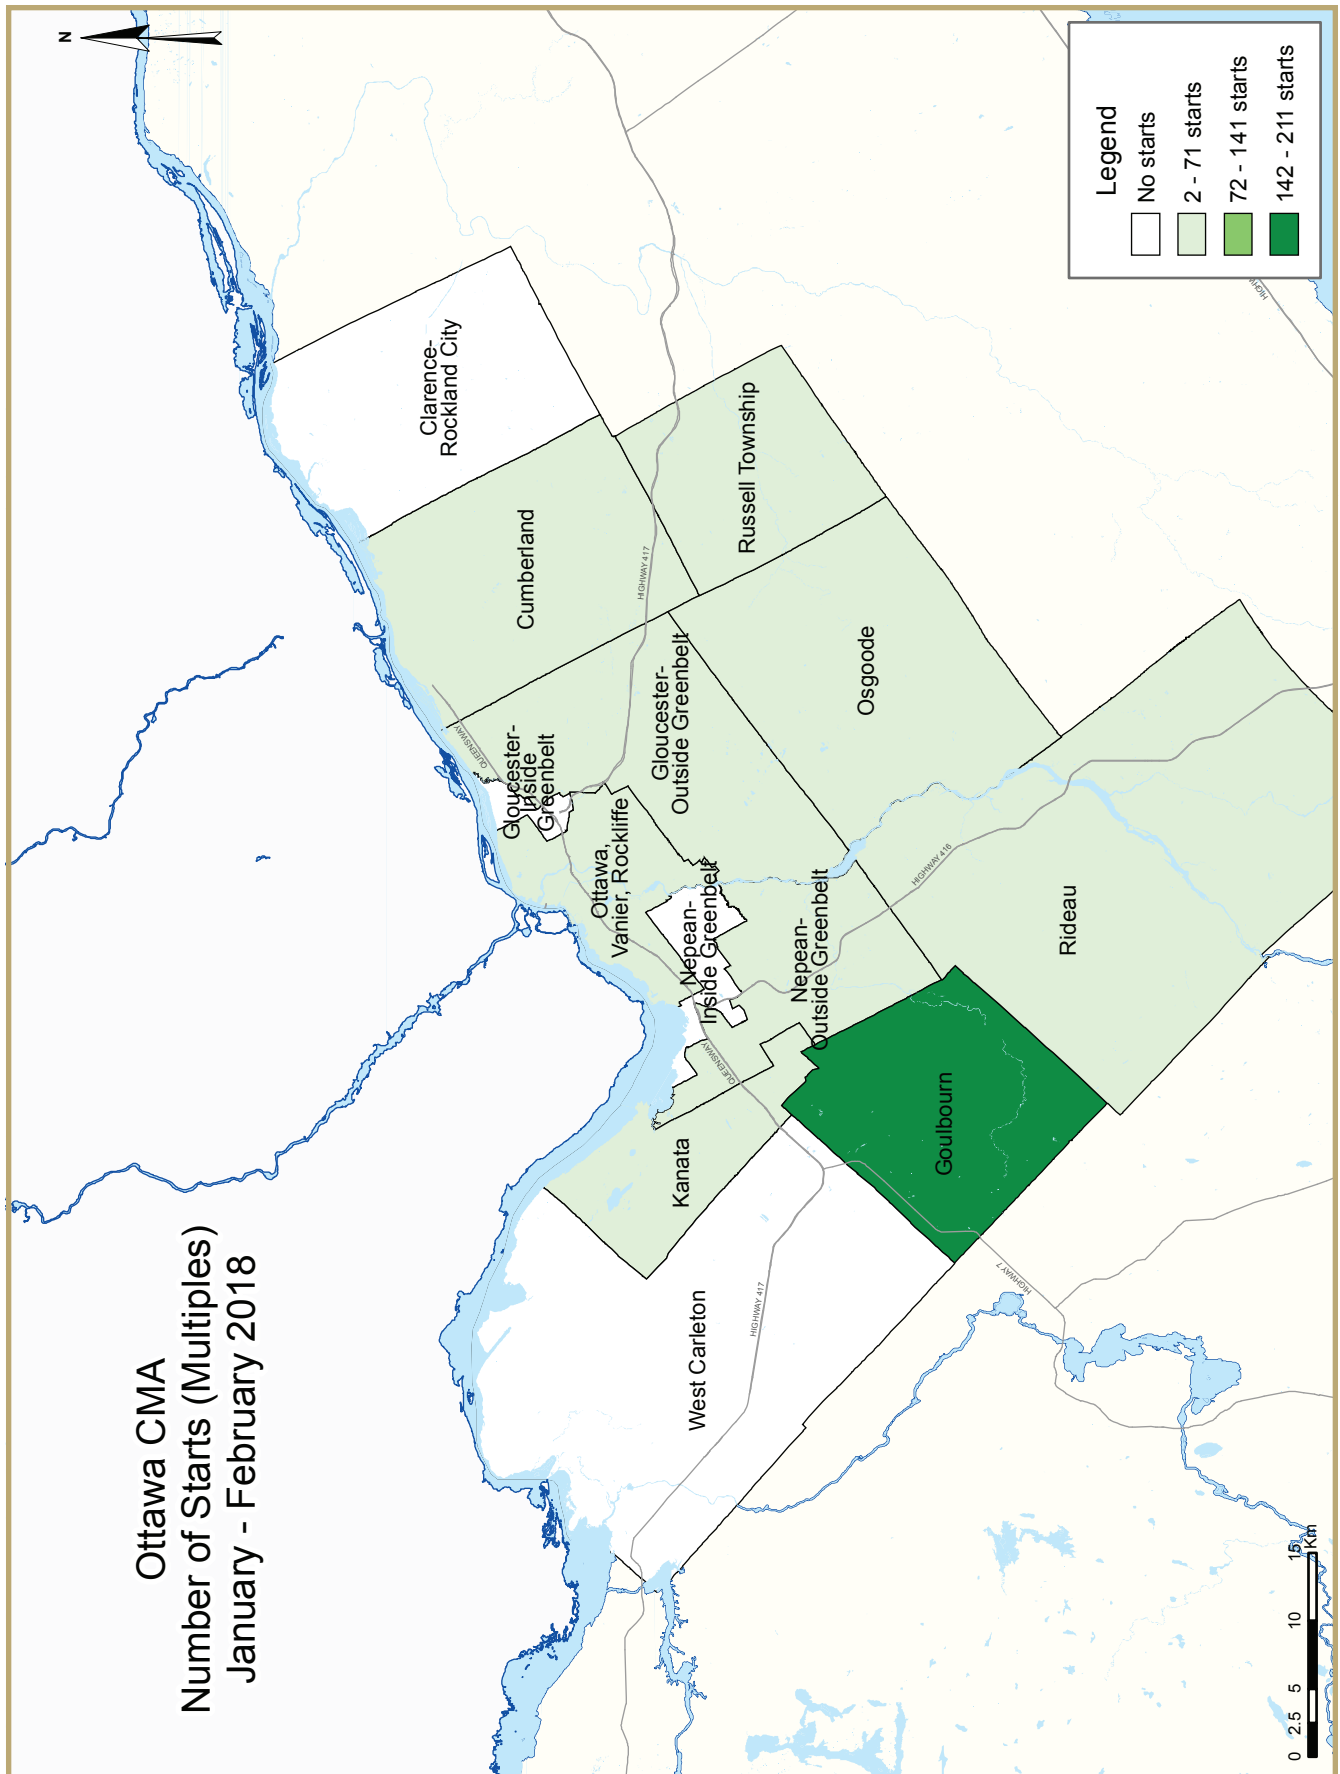 Ottawa CMA
Number of Starts (Multiples)
January - February 2018
N
Clarence-
Rockland City
Cumberland
Russell Township
HIGHWAY 417
QUEENSWAY
Gloucester-
Inside
Greenbelt
Gloucester-
Outside Greenbelt
Osgoode
Ottawa,
Vanier, Rockliffe
Nepean-
Inside Greenbelt
Nepean-
Outside Greenbelt
HIGHWAY 416
Rideau
QUEENSWAY
Kanata
Goulbourn
West Carleton
HIGHWAY 417
HIGHWAY 7
HIGHW
Legend
No starts
2 - 71 starts
72 - 141 starts
142 - 211 starts
0 2.5 5 10 15
Km